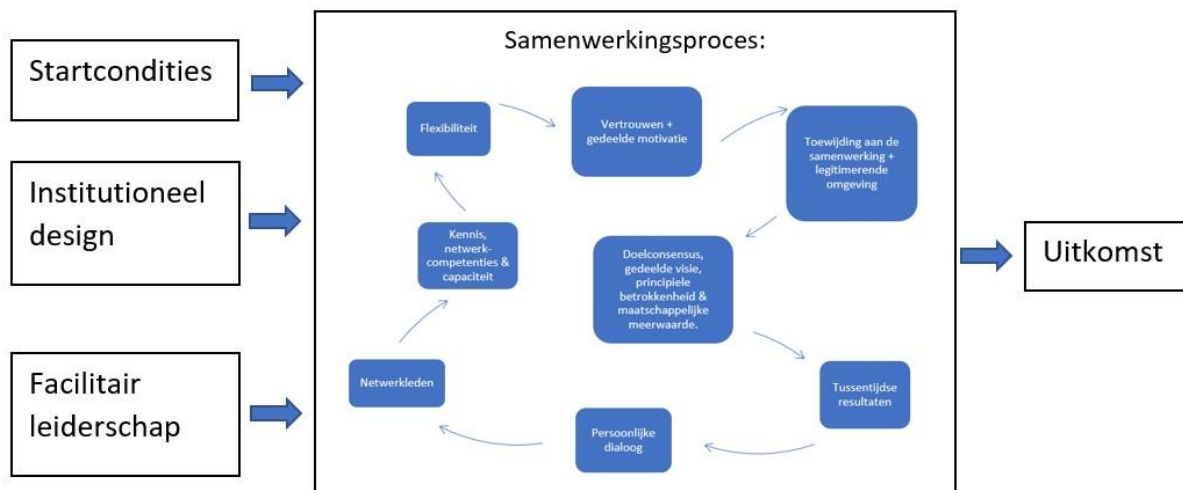 Startcondities
Institutioneel
design
Facilitair
leiderschap
Samenwerkingsproces:
Vertrouwen +
gedeelde motivatie
Toewijding aan de
samenwerking +
legitimerende
omgeving
Doelconsensus,
gedeelde visie,
principiele
betrokkenheid &
maatschappelijke
meerwaarde.
Tussentijdse
resultaten
Persoonlijke
dialoog
Netwerkleden
Kennis,
netwerk-
competenties &
capaciteit
Flexibiliteit
Uitkomst